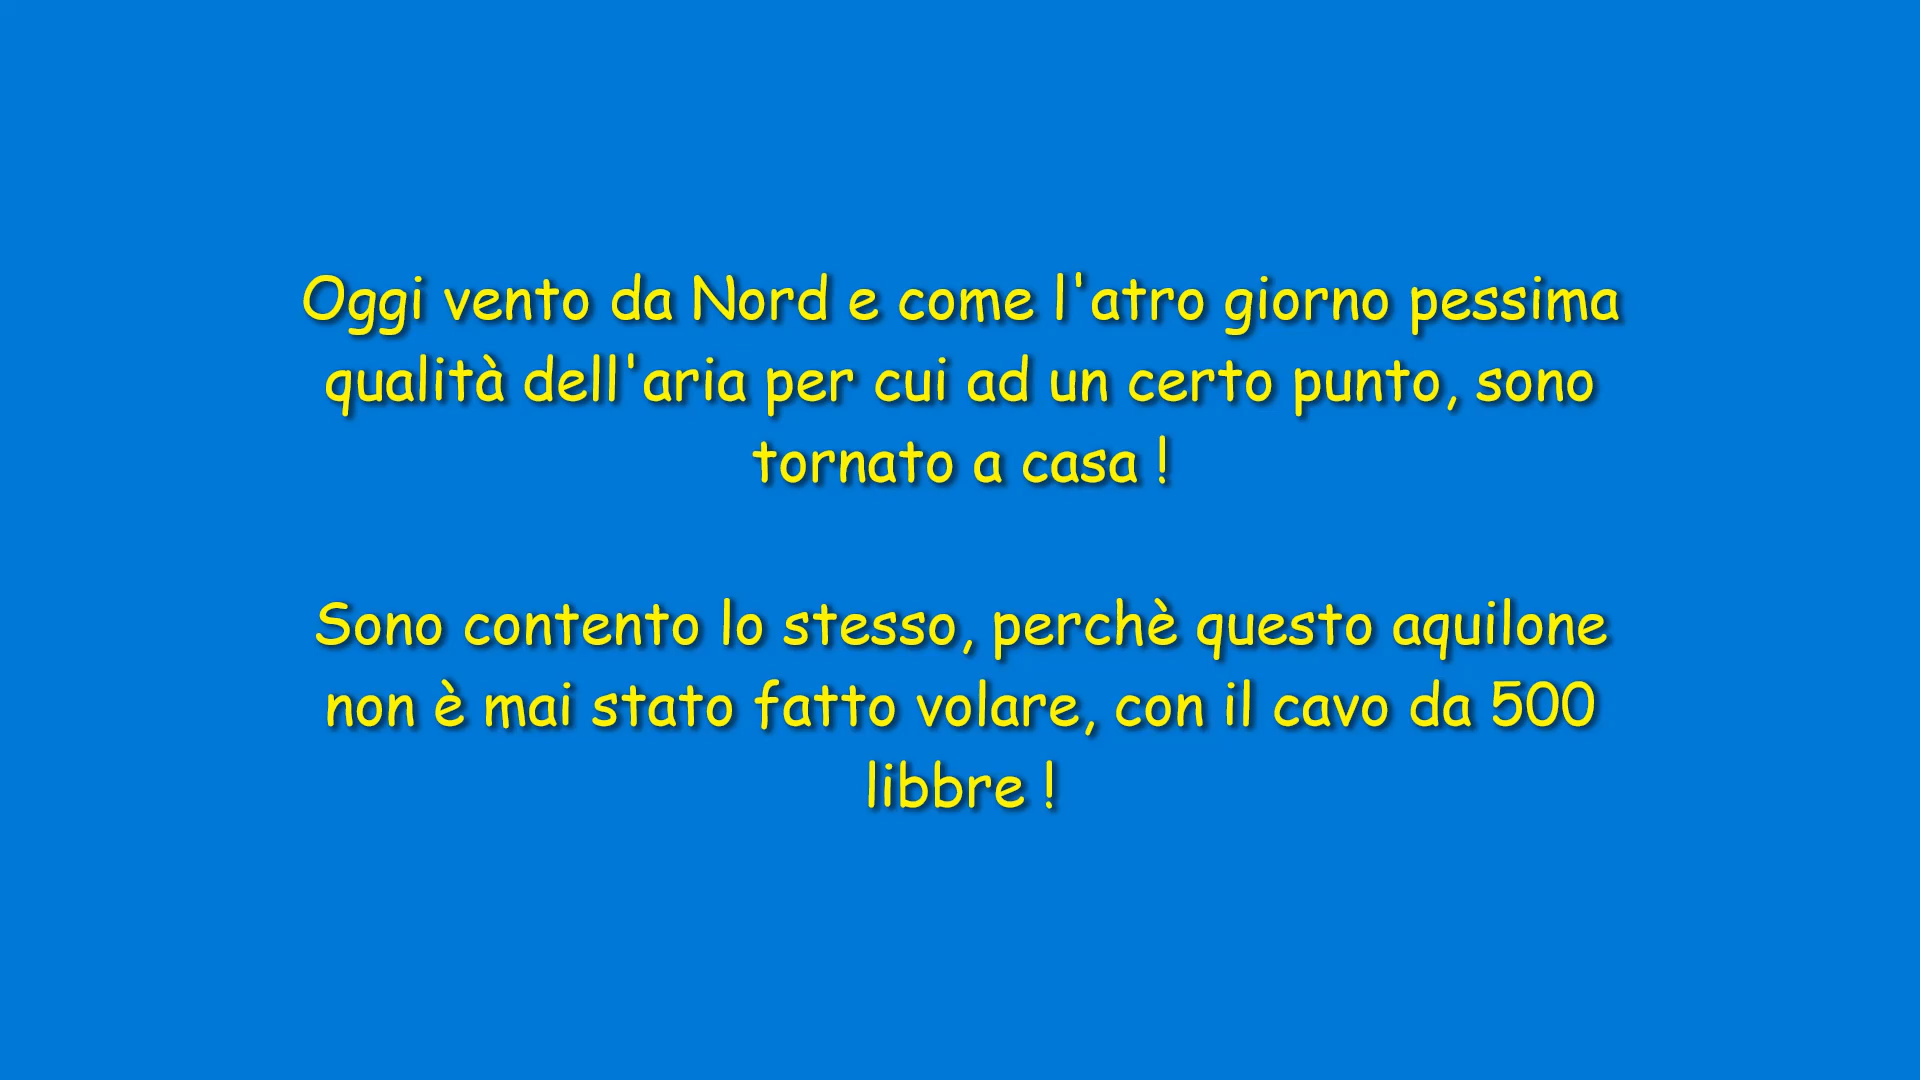 Oggi vento da Nord e come l'atro giorno pessima
qualità dell'aria per cui ad un certo punto, sono
tornato a casa !
Sono contento lo stesso, perchè questo aquilone
non è mai stato fatto volare, con il cavo da 500
libbre !